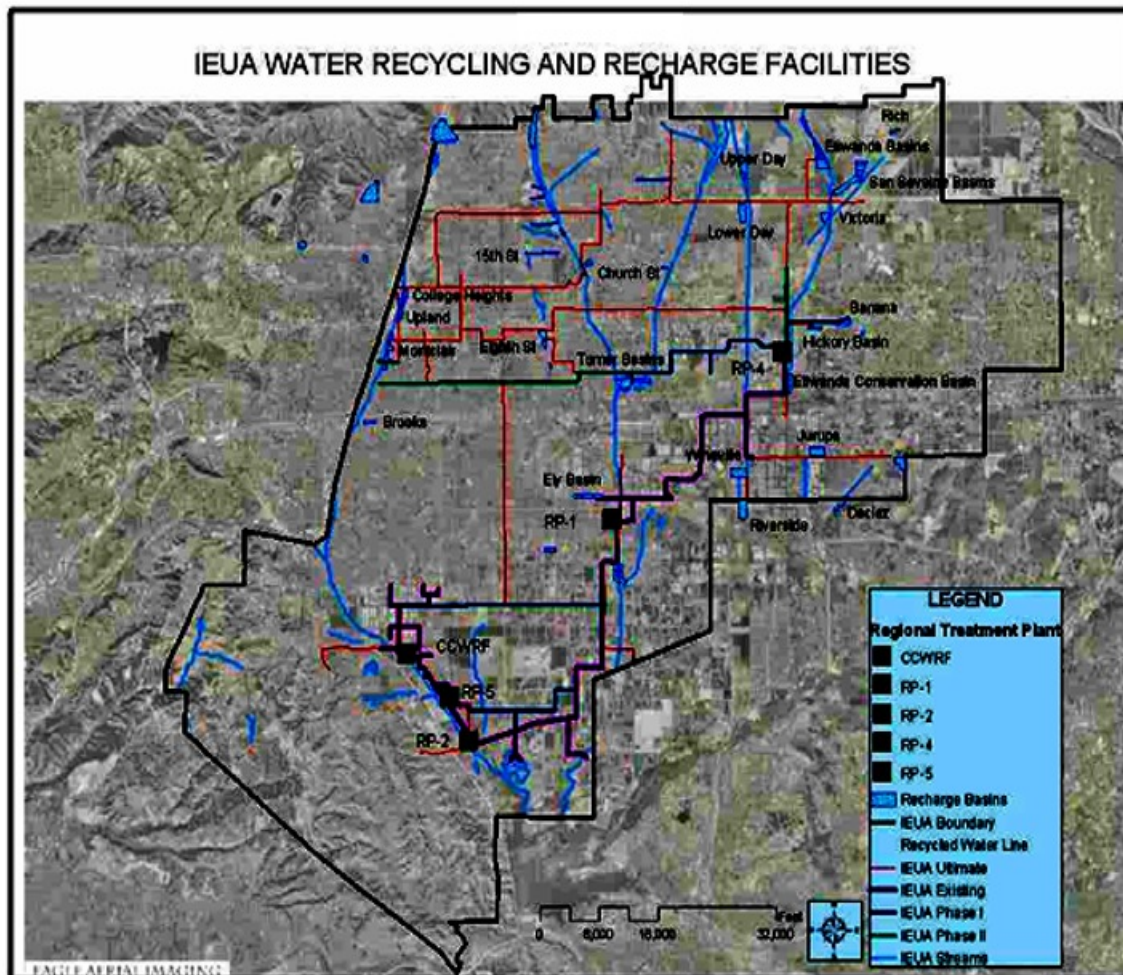 IEUA WATER RECYCLING AND RECHARGE FACILITIES
Rich
Etiwanda Basins
Upper Day
San Sevaine Basins
Victoria
Lower Day
15th St
Church St
College Heights
Upland
Banana
Hickory Basin
Montclair
Eighth St
Turner Basins
RP-4
Etiwanda Conservation Basin
Brooks
Jurupa
Wineville
Ely Basin
RP-1
Riverside
Declez
CCWRF
RP-5
RP-2
LEGEND
Regional Treatment Plant
CCWRF
RP-1
RP-2
RP-4
RP-5
Recharge Basins
IEUA Boundary
Recycled Water Line
IEUA Ultimate
IEUA Existing
IEUA Phase I
IEUA Phase II
IEUA Streams
Feet
0 8,000 16,000 32,000
EAGLE AERIAL IMAGING